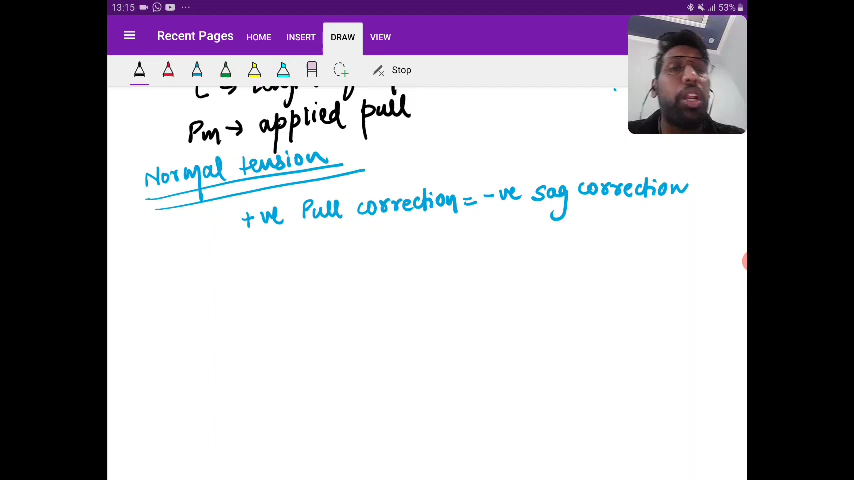 13:15
53%
Recent Pages HOME INSERT DRAW VIEW
Stop
Pm → applied pull
Normal tension
+ve Pull correction = -ve sag correction